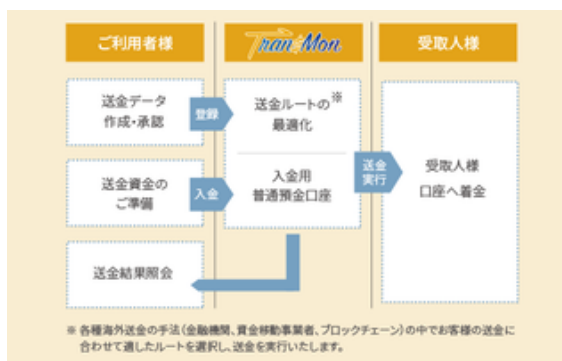 ご利用者様
Tran Mon
受取人様
送金データ
作成・承認
登録
送金ルートの※
最適化
送金資金の
ご準備
入金
入金用
普通預金口座
送金
実行
受取人様
口座へ着金
送金結果照会
※ 各種海外送金の手法（金融機関、資金移動事業者、ブロックチェーン）の中でお客様の送金に
合わせて適したルートを選択し、送金を実行いたします。